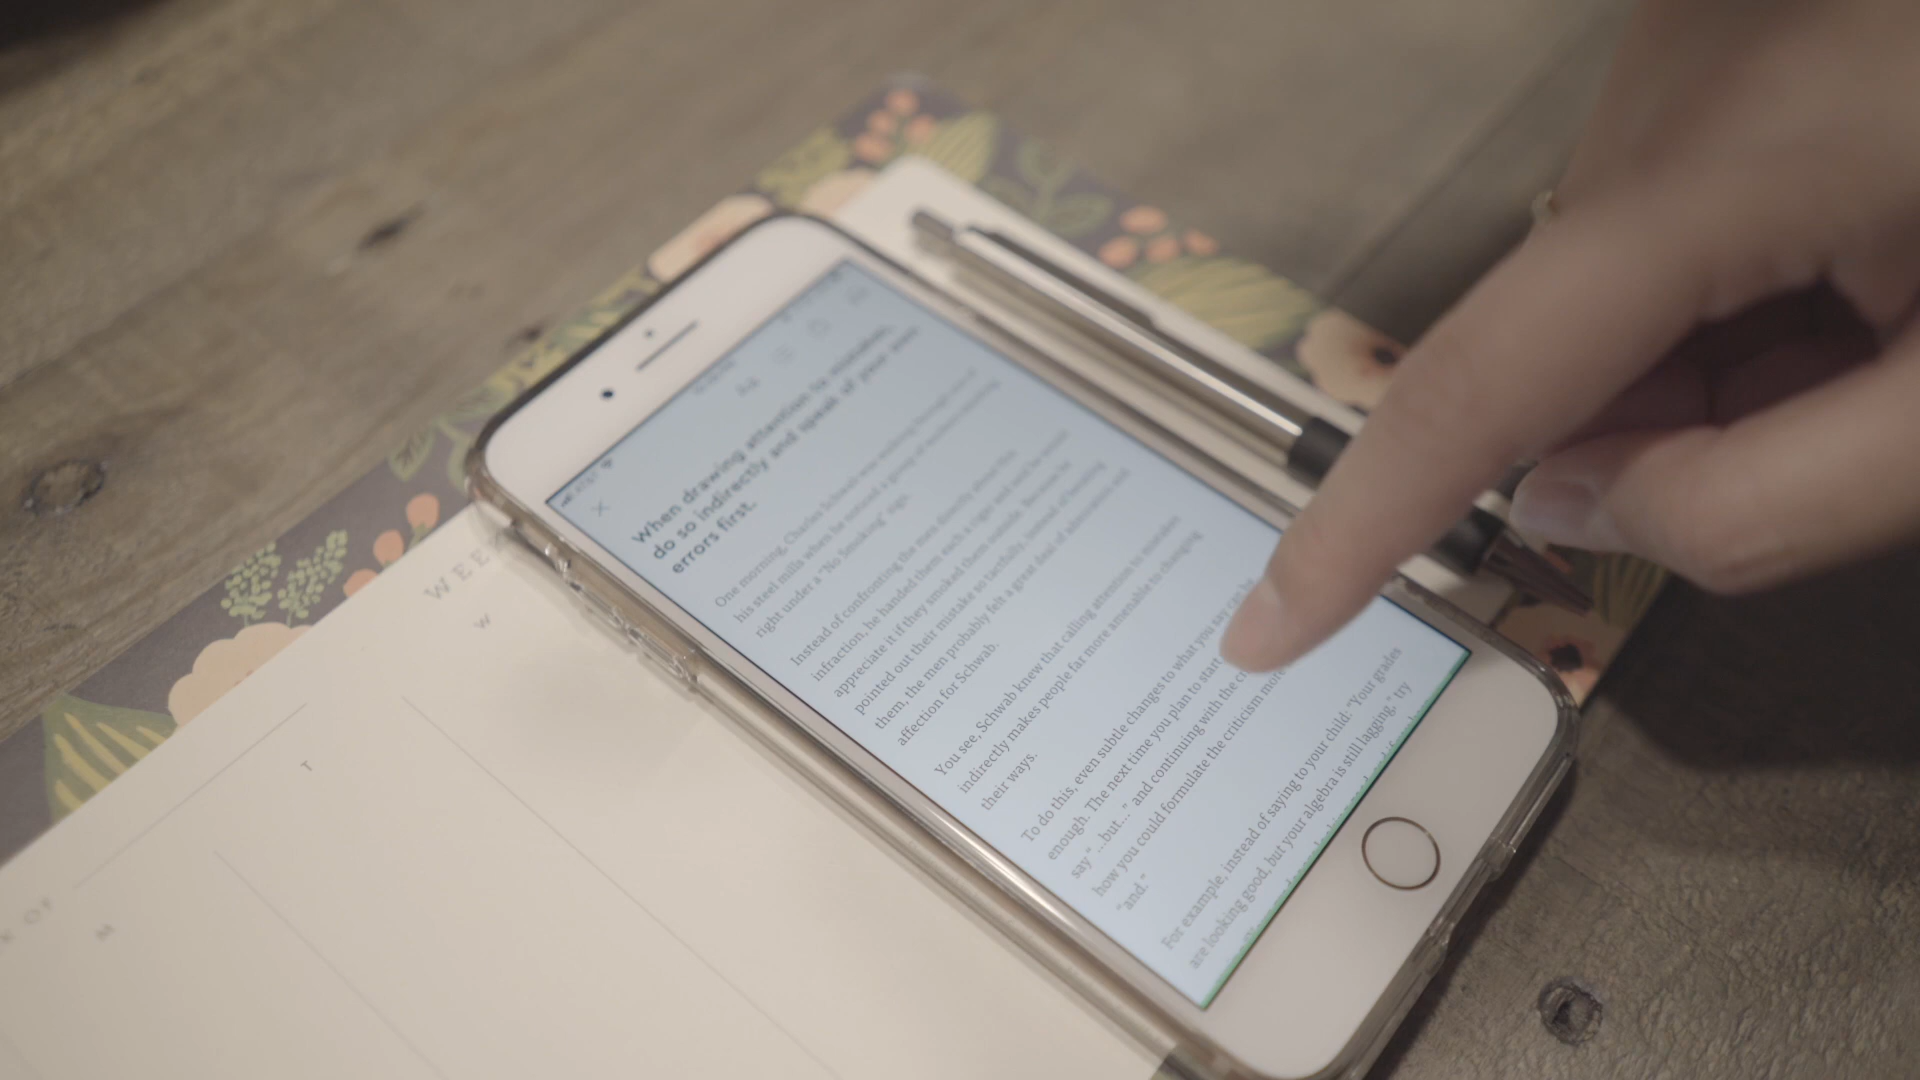 AT&T
Aa
When drawing attention to mistakes,
do so indirectly and speak of your own
errors first.
One morning, Charles Schwab was walking through one of
his steel mills when he noticed a group of men smoking
right under a “No Smoking” sign.
Instead of confronting the men directly about the
infraction, he handed them each a cigar and said he would
appreciate it if they smoked them outside. Because he
pointed out their mistake so tactfully, instead of berating
them, the men probably felt a great deal of admiration and
affection for Schwab.
You see, Schwab knew that calling attention to mistakes
indirectly makes people far more amenable to changing
their ways.
To do this, even subtle changes to what you say can be
enough. The next time you plan to start
say “...but...” and continuing with the
how you could formulate the criticism more
“and.”
For example, instead of saying to your child: “Your grades
are looking good, but your algebra is still lagging,” try
WEEK OF
M
T
W